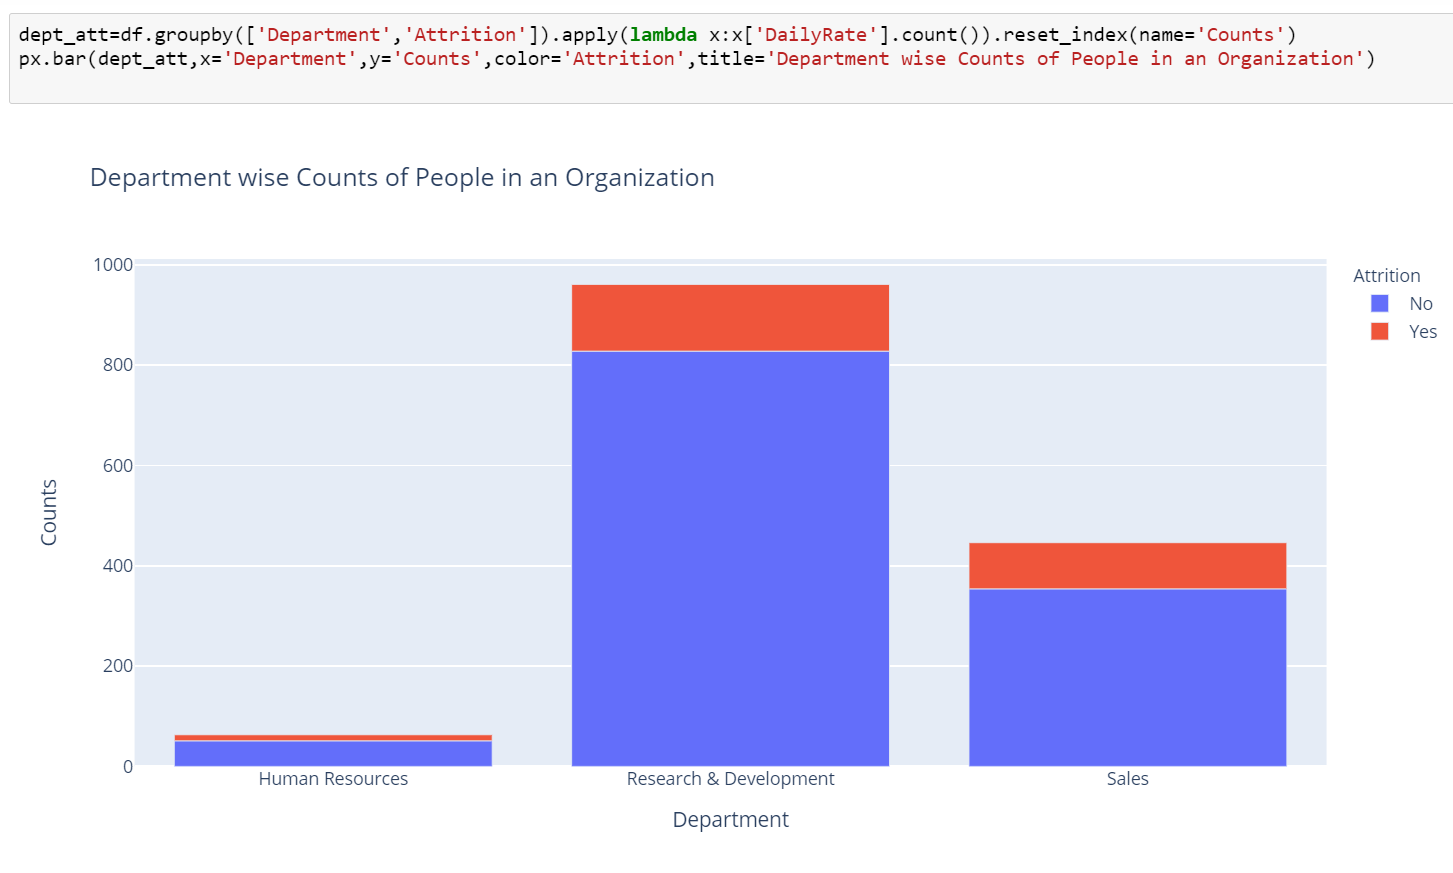 dept_att=df.groupby(['Department','Attrition']).apply(lambda x:x['DailyRate'].count()).reset_index(name='Counts')
px.bar(dept_att,x='Department',y='Counts',color='Attrition',title='Department wise Counts of People in an Organization')
Department wise Counts of People in an Organization
1000
800
600
400
200
0
Counts
Human Resources
Research & Development
Sales
Department
Attrition
No
Yes